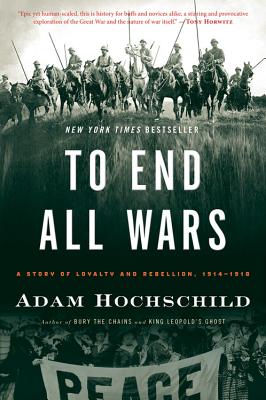 "Epic yet human-scaled, this is history for buffs and novices alike, a stirring and provocative
exploration of the Great War and the nature of war itself." —Tony Horwitz
NEW YORK TIMES BESTSELLER
TO END
ALL WARS
A STORY OF LOYALTY AND REBELLION, 1914–1918
ADAM HOCHSCHILD
Author of BURY THE CHAINS and KING LEOPOLD'S GHOST
PEACE